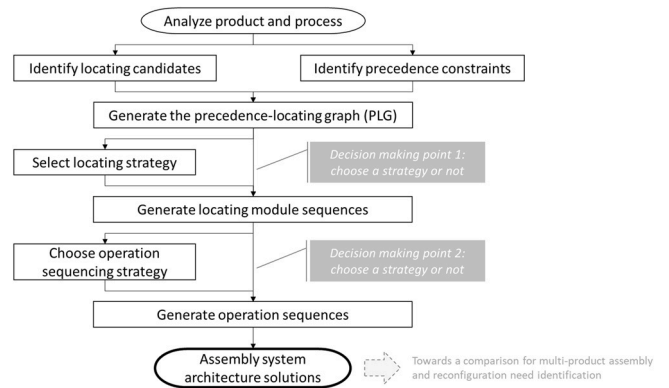 Analyze product and process
Identify locating candidates
Identify precedence constraints
Generate the precedence-locating graph (PLG)
Decision making point 1:
choose a strategy or not
Select locating strategy
Generate locating module sequences
Choose operation
sequencing strategy
Decision making point 2:
choose a strategy or not
Generate operation sequences
Assembly system
architecture solutions
Towards a comparison for multi-product assembly
and reconfiguration need identification